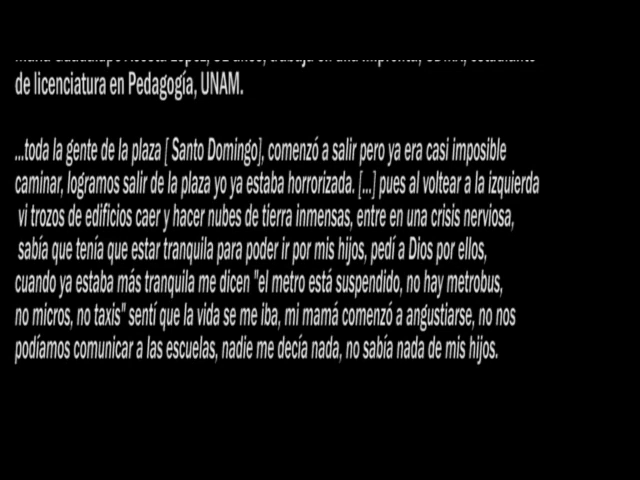 de licenciatura en Pedagogía, UNAM.
...toda la gente de la plaza [ Santo Domingo], comenzó a salir pero ya era casi imposible
caminar, logramos salir de la plaza yo ya estaba horrorizada. [...] pues al voltear a la izquierda
vi trozos de edificios caer y hacer nubes de tierra inmensas, entre en una crisis nerviosa,
sabía que tenía que estar tranquila para poder ir por mis hijos, pedí a Dios por ellos,
cuando ya estaba más tranquila me dicen "el metro está suspendido, no hay metrobus,
no micros, no taxis" sentí que la vida se me iba, mi mamá comenzó a angustiarse, no nos
podíamos comunicar a las escuelas, nadie me decía nada, no sabía nada de mis hijos.